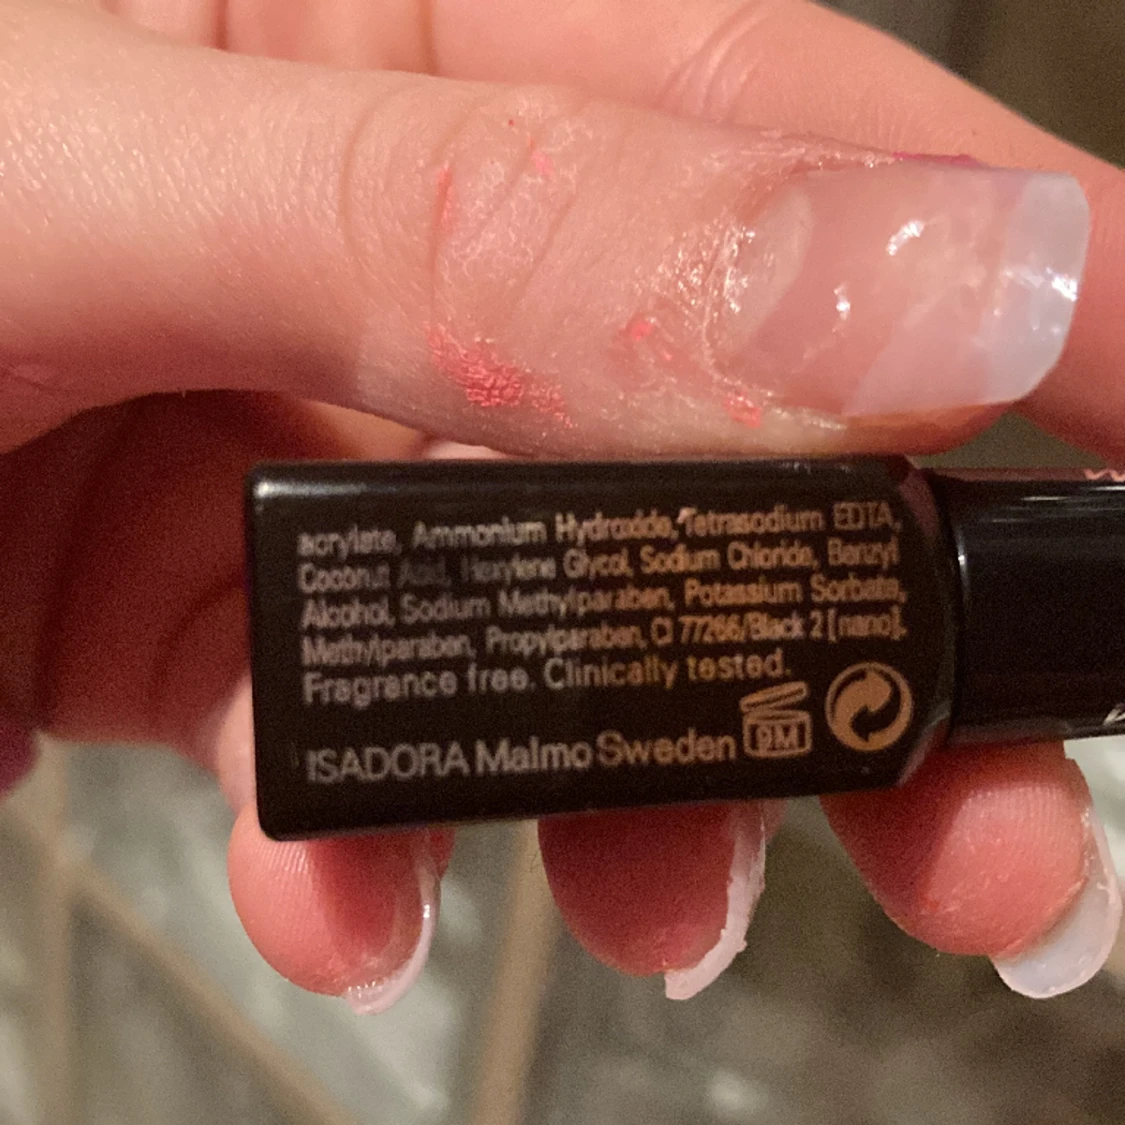 acrylate, Ammonium Hydroxide, Tetrasodium EDTA,
Coconut Acid, Hexylene Glycol, Sodium Chloride, Benzyl
Alcohol, Sodium Methylparaben, Potassium Sorbate,
Methylparaben, Propylparaben, CI 77266/Black 2 [nano].
Fragrance free. Clinically tested.
ISADORA Malmo Sweden 9M